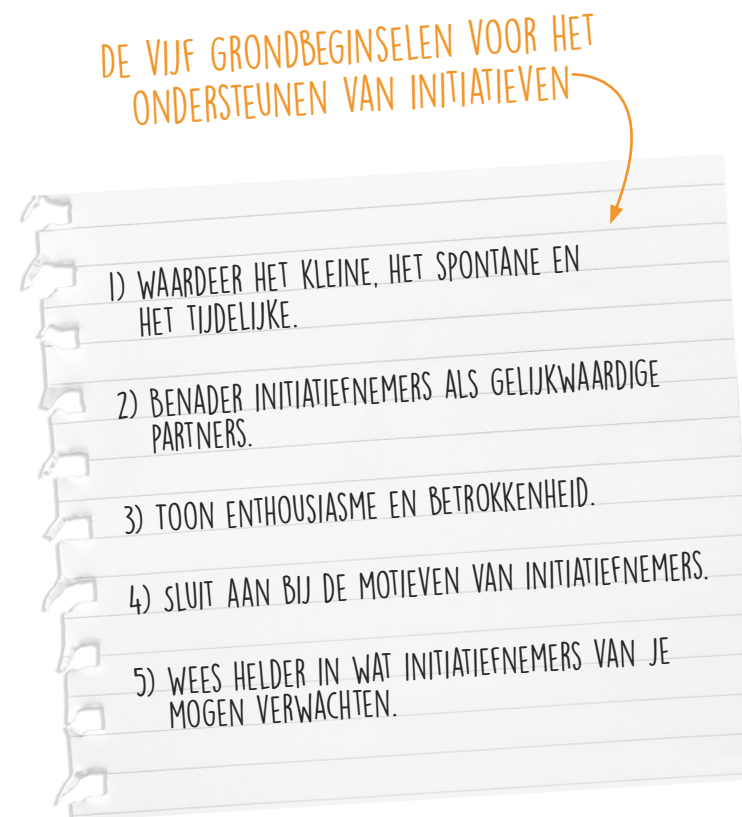 DE VIJF GRONDBEGINSELEN VOOR HET
ONDERSTEUNEN VAN INITIATIEVEN
1) WAARDEER HET KLEINE, HET SPONTANE EN
HET TIJDELIJKE.
2) BENADER INITIATIEFNEMERS ALS GELIJKWAARDIGE
PARTNERS.
3) TOON ENTHOUSIASME EN BETROKKENHEID.
4) SLUIT AAN BIJ DE MOTIEVEN VAN INITIATIEFNEMERS.
5) WEES HELDER IN WAT INITIATIEFNEMERS VAN JE
MOGEN VERWACHTEN.